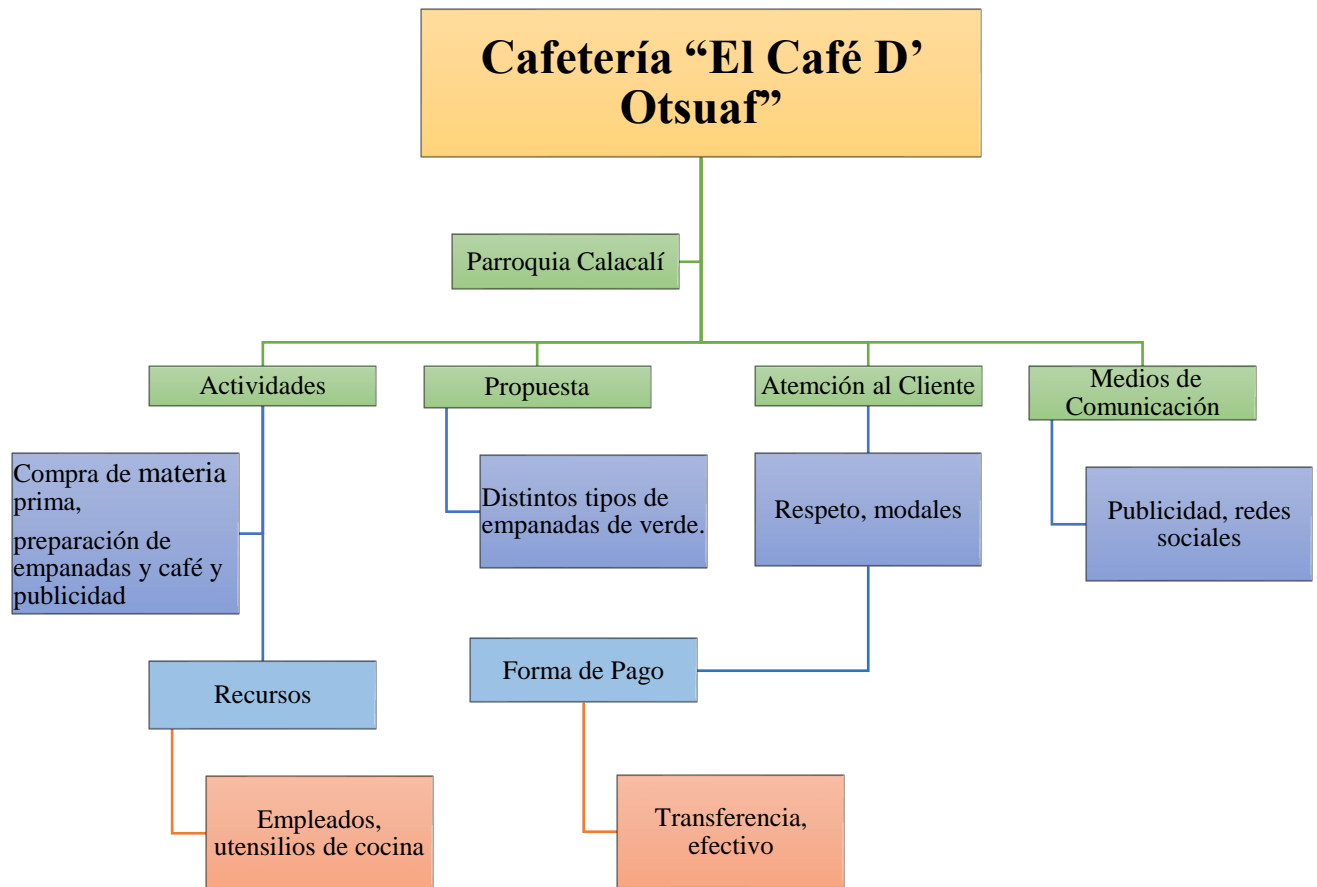 Cafetería “El Café D’
Otsuaf”
Parroquia Calacalí
Actividades
Propuesta
Atemción al Cliente
Medios de
Comunicación
Compra de materia
prima,
preparación de
empanadas y café y
publicidad
Distintos tipos de
empanadas de verde.
Respeto, modales
Publicidad, redes
sociales
Recursos
Forma de Pago
Empleados,
utensilios de cocina
Transferencia,
efectivo